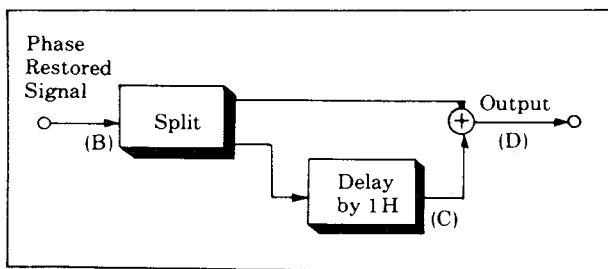 Phase
Restored
Signal
(B)
Split
Output
(D)
Delay
by 1H
(C)